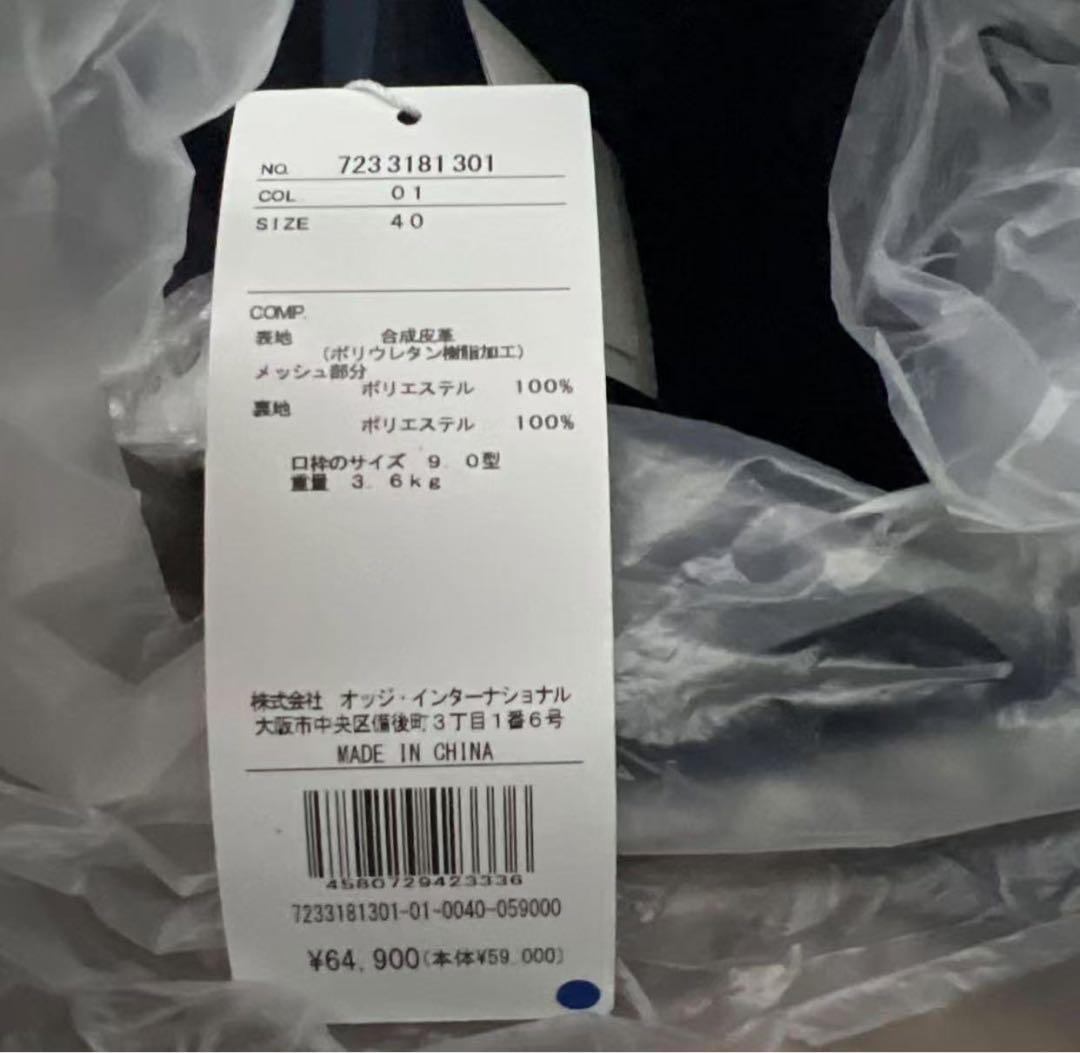 NO. 7233181301
COL 01
SIZE 40
COMP.
表地 合成皮革
(ポリウレタン樹脂加工)
メッシュ部分
ポリエステル 100%
裏地
ポリエステル 100%
口枠のサイズ 9.0型
重量 3.6kg
株式会社 オッジ・インターナショナル
大阪市中央区備後町3丁目1番6号
MADE IN CHINA
4580729423336
7233181301-01-0040-059000
¥64,900(本体¥59,000)